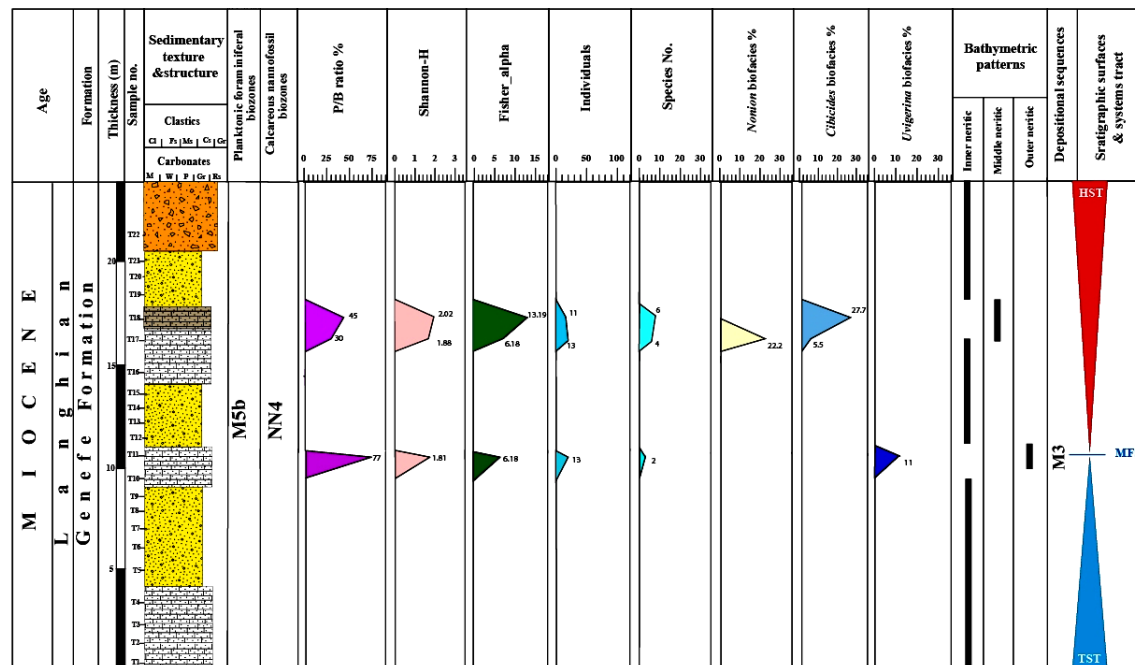 Age
Formation
Thickness (m)
Sample no.
Sedimentary
texture
&structure
Clastics
Cl Fs Ms Cs Gr
Carbonates
M W P Gr Rs
Planktonic foraminiferal
biozones
Calcareous nannofossil
biozones
P/B ratio %
0 25 50 75
Shannon-H
0 1 2 3
Fisher_alpha
0 5 10 15
Individuals
0 50 100
Species No.
0 10 20 30
Nonion biofacies %
0 10 20 30
Cibicides biofacies %
0 10 20 30
Uvigerina biofacies %
0 10 20 30
Bathymetric
patterns
Inner neritic
Middle neritic
Outer neritic
Depositional sequences
Sratigraphic surfaces
& systems tract
MIOCENE
Langhian
Genefe Formation
20
15
10
5
T22
T21
T20
T19
T18
T17
T16
T15
T14
T13
T12
T11
T10
T9
T8
T7
T6
T5
T4
T3
T2
T1
M5b
NN4
45
30
77
2.02
1.88
1.81
13.19
6.18
6.18
11
13
13
6
4
2
22.2
27.7
5.5
11
M3
HST
MF
TST